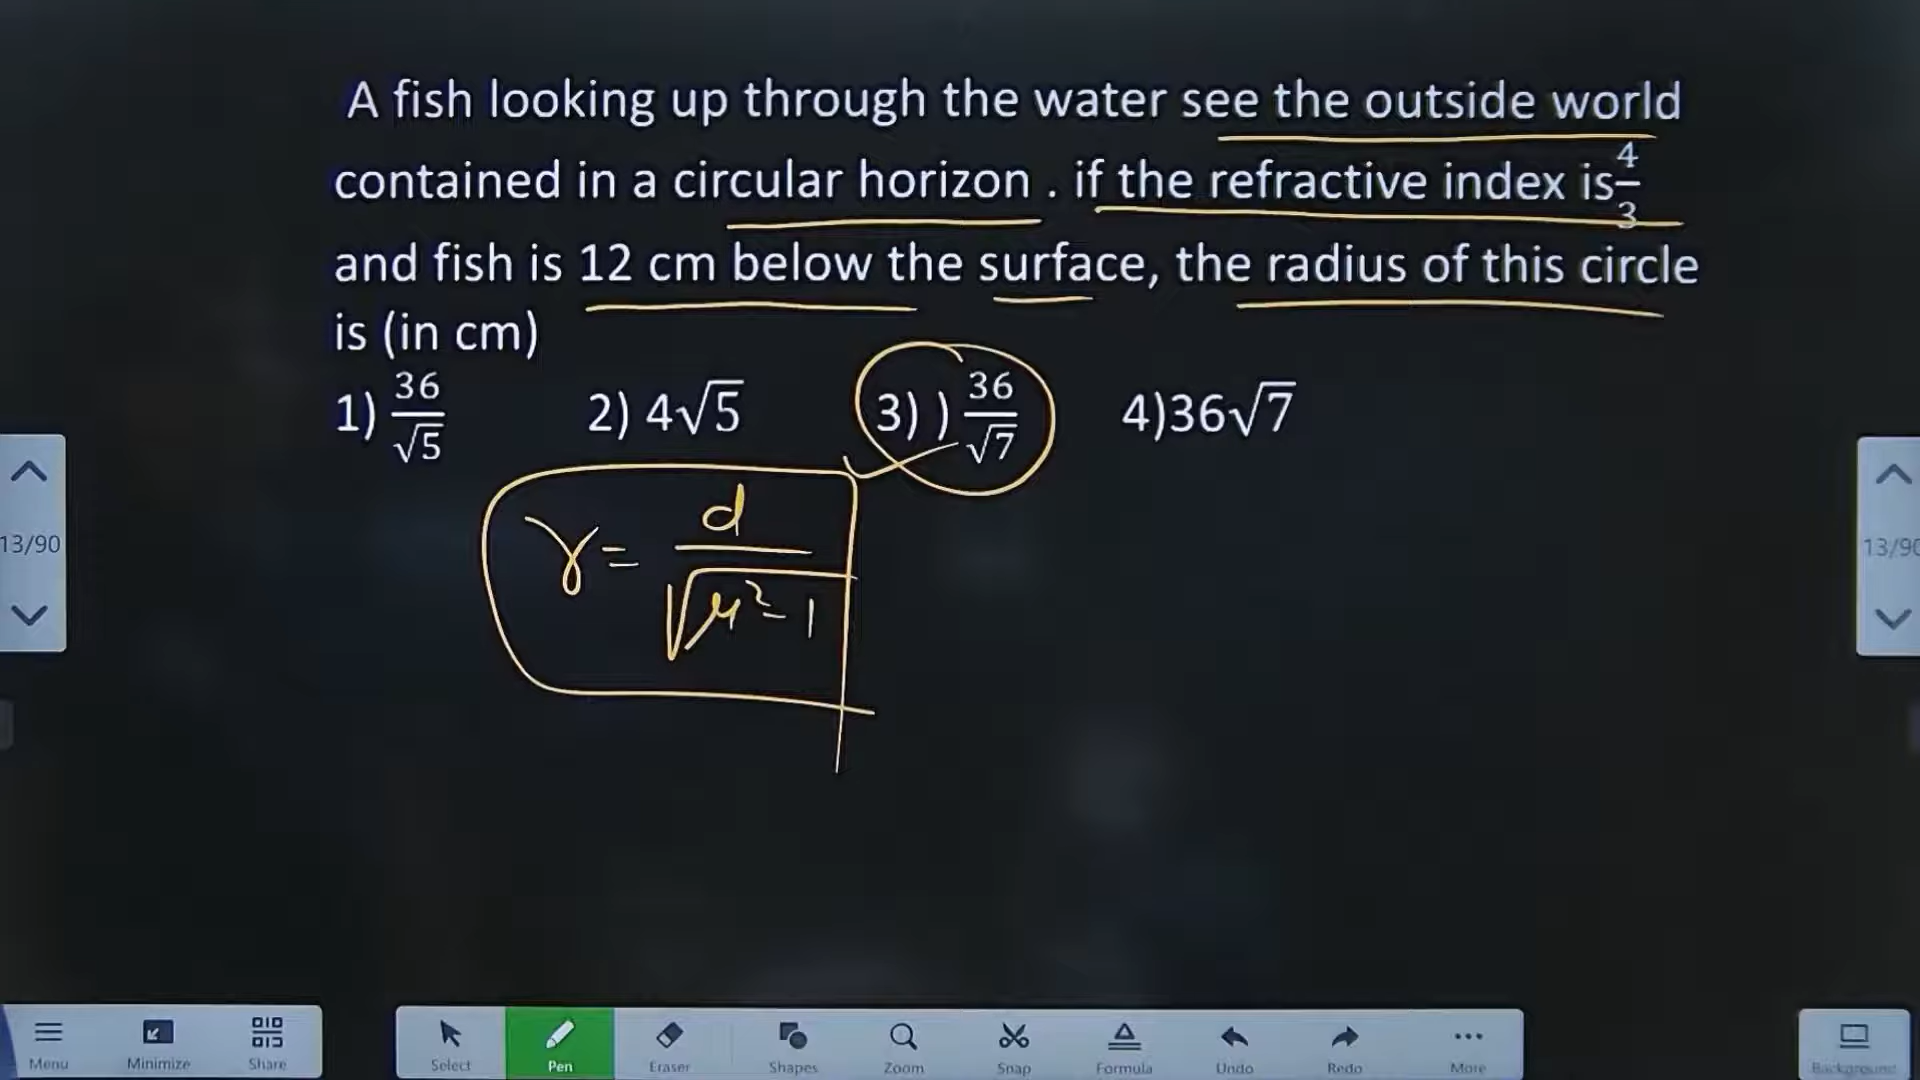 A fish looking up through the water see the outside world
contained in a circular horizon . if the refractive index is 4/3
and fish is 12 cm below the surface, the radius of this circle
is (in cm)
1) 36/√5 2) 4√5 3) ) 36/√7 4)36√7
r = d/√μ²-1
13/90
13/90
Menu Minimize Share Select Pen Eraser Shapes Zoom Snap Formula Undo Redo More Background